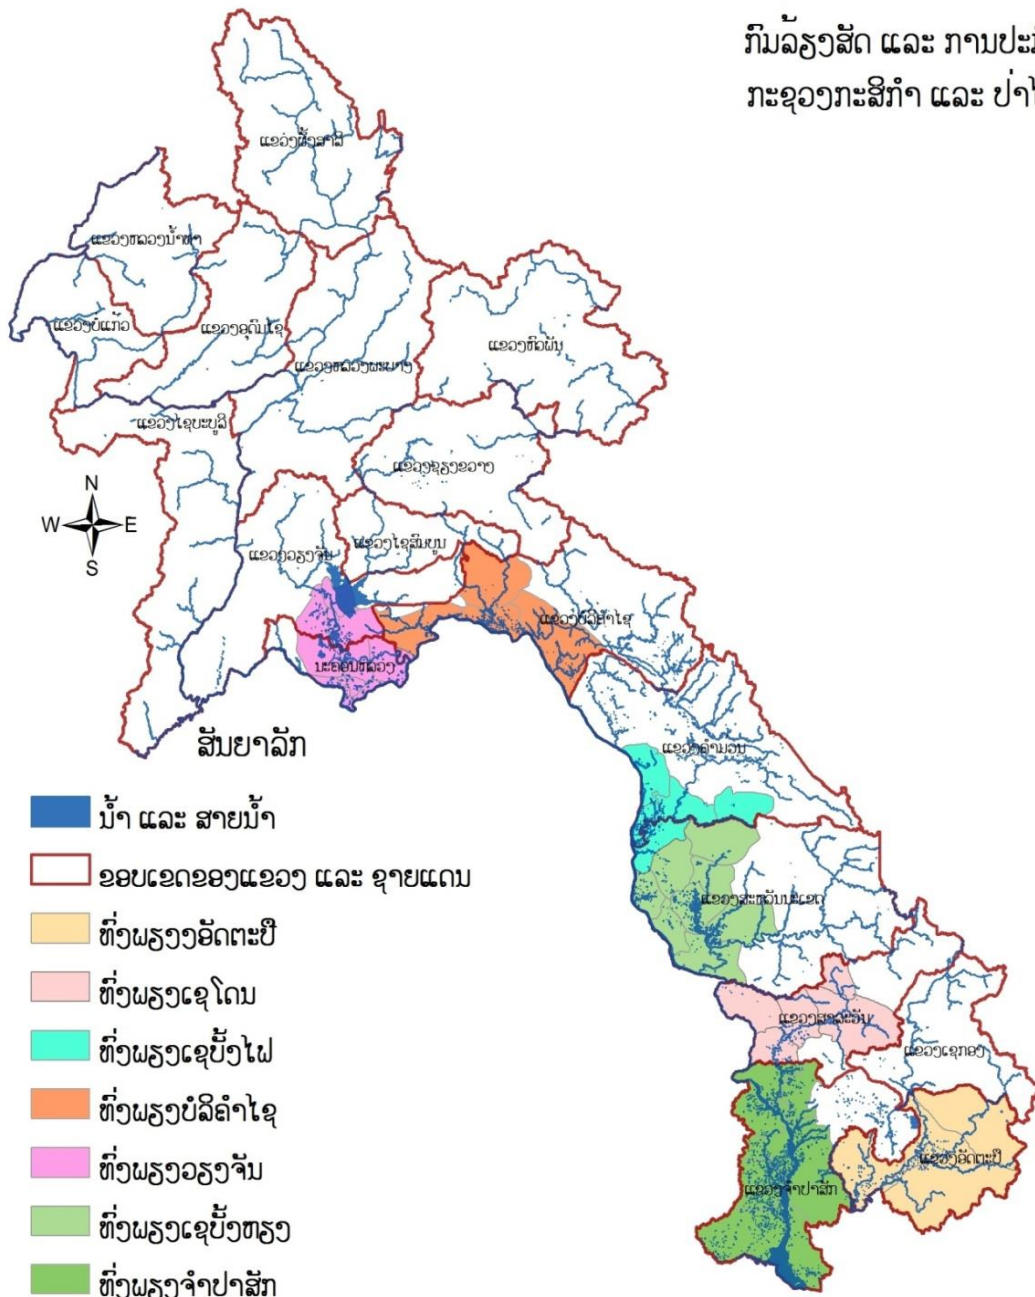 ກົມລ້ຽງສັດ ແລະ ການປະມ
ກະຊວງກະສິກຳ ແລະ ປ່າໄ
ແຂວງຜົ້ງສາລີ
ແຂວງຫລວງນ້ຳທາ
ແຂວງບໍ່ແກ້ວ
ແຂວງອຸດົມໄຊ
ແຂວງຫລວງພະບາງ
ແຂວງຫົວພັນ
ແຂວງໄຊຍະບູລີ
ແຂວງຊຽງຂວາງ
N
W E
S
ແຂວງວຽງຈັນ
ແຂວງໄຊສົມບູນ
ແຂວງບໍລິຄຳໄຊ
ນະຄອນຫລວງ
ແຂວງຄຳມວນ
ແຂວງສະຫວັນນະເຂດ
ແຂວງສາລະວັນ
ແຂວງເຊກອງ
ແຂວງອັດຕະປື
ແຂວງຈຳປາສັກ
ສັນຍາລັກ
ນ້ຳ ແລະ ສາຍນ້ຳ
ຂອບເຂດຂອງແຂວງ ແລະ ຊາຍແດນ
ທົ່ງພຽງງອັດຕະປື
ທົ່ງພຽງເຊໂດນ
ທົ່ງພຽງເຊບັ້ງໄຟ
ທົ່ງພຽງບໍລິຄຳໄຊ
ທົ່ງພຽງວຽງຈັນ
ທົ່ງພຽງເຊບັ້ງຫຽງ
ທົ່ງພຽງຈຳປາສັກ